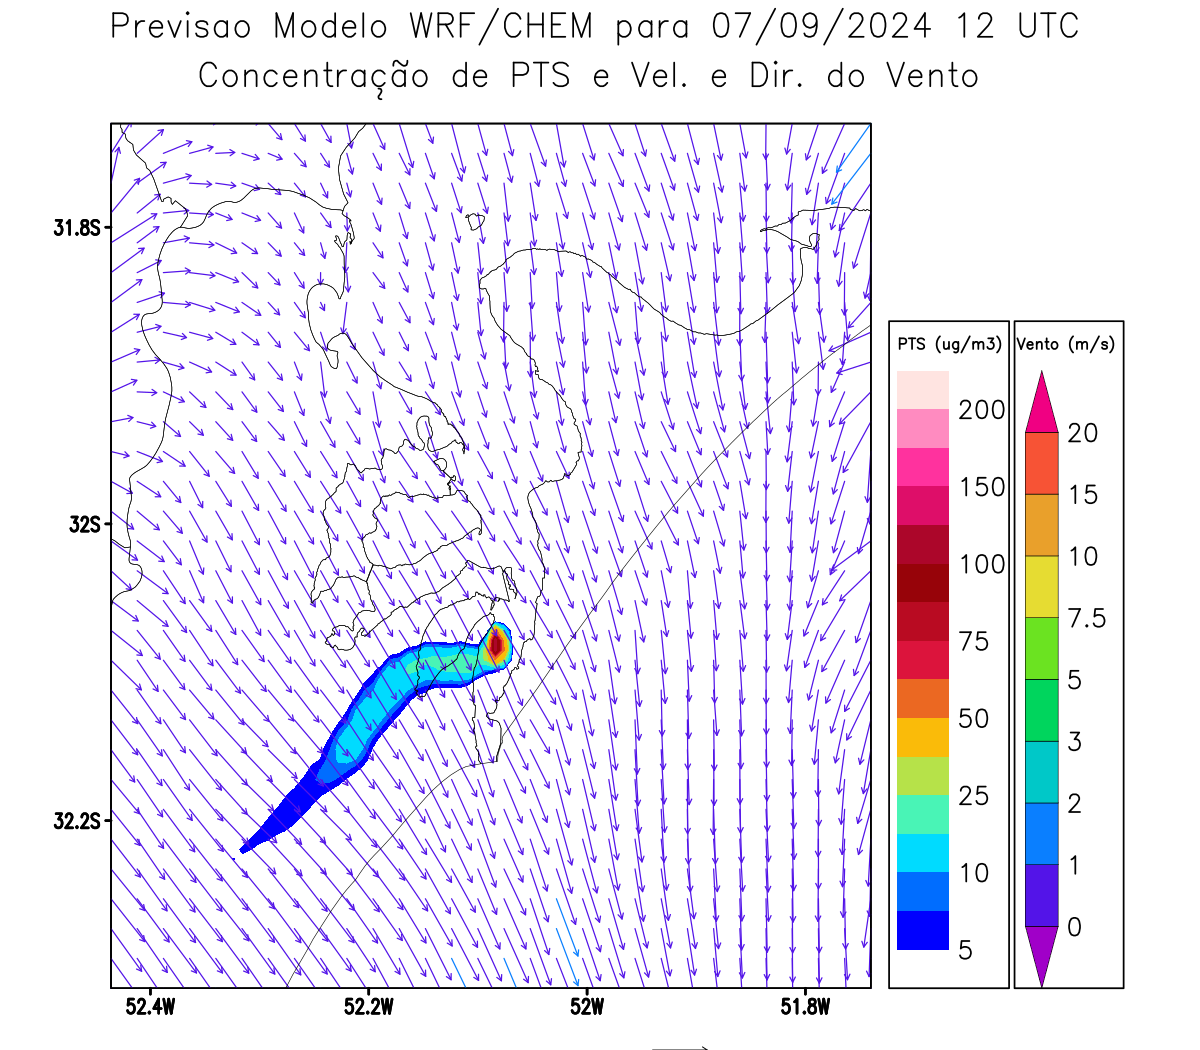 Previsao Modelo WRF/CHEM para 07/09/2024 12 UTC
Concentração de PTS e Vel. e Dir. do Vento
31.8S
32S
32.2S
52.4W 52.2W 52W 51.8W
PTS (ug/m3)
200
150
100
75
50
25
10
5
Vento (m/s)
20
15
10
7.5
5
3
2
1
0